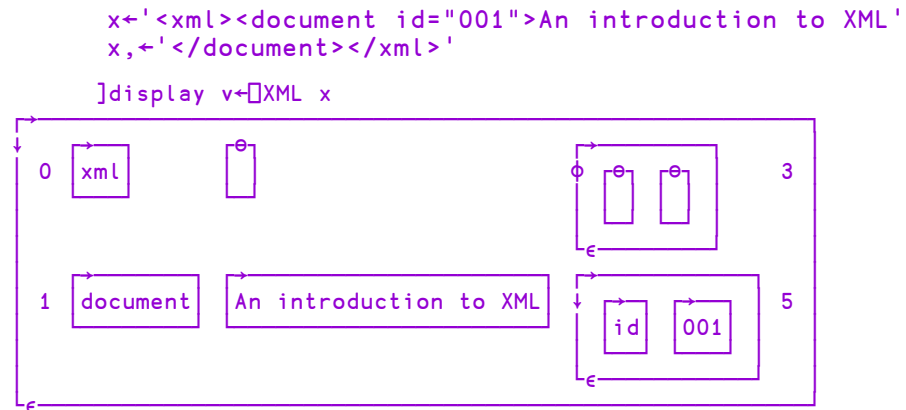 x←'<xml><document id="001">An introduction to XML'
x,←'</document></xml>'
]display v←⎕XML x
┌→────────────────────────────────────────────────────────┐
↓   ┌→──┐      ┌⊖┐                      ┌→────────┐       │
│ 0 │xml│      │ │                      ⌽ ┌⊖┐ ┌⊖┐ │    3  │
│   └───┘      └─┘                      │ │ │ │ │ │       │
│                                       │ └─┘ └─┘ │       │
│                                       └∊────────┘       │
│   ┌→───────┐ ┌→─────────────────────┐ ┌→───────────┐    │
│ 1 │document│ │An introduction to XML│ ↓ ┌→─┐ ┌→──┐ │ 5  │
│   └────────┘ └──────────────────────┘ │ │id│ │001│ │    │
│                                       │ └──┘ └───┘ │    │
│                                       └∊───────────┘    │
└∊────────────────────────────────────────────────────────┘